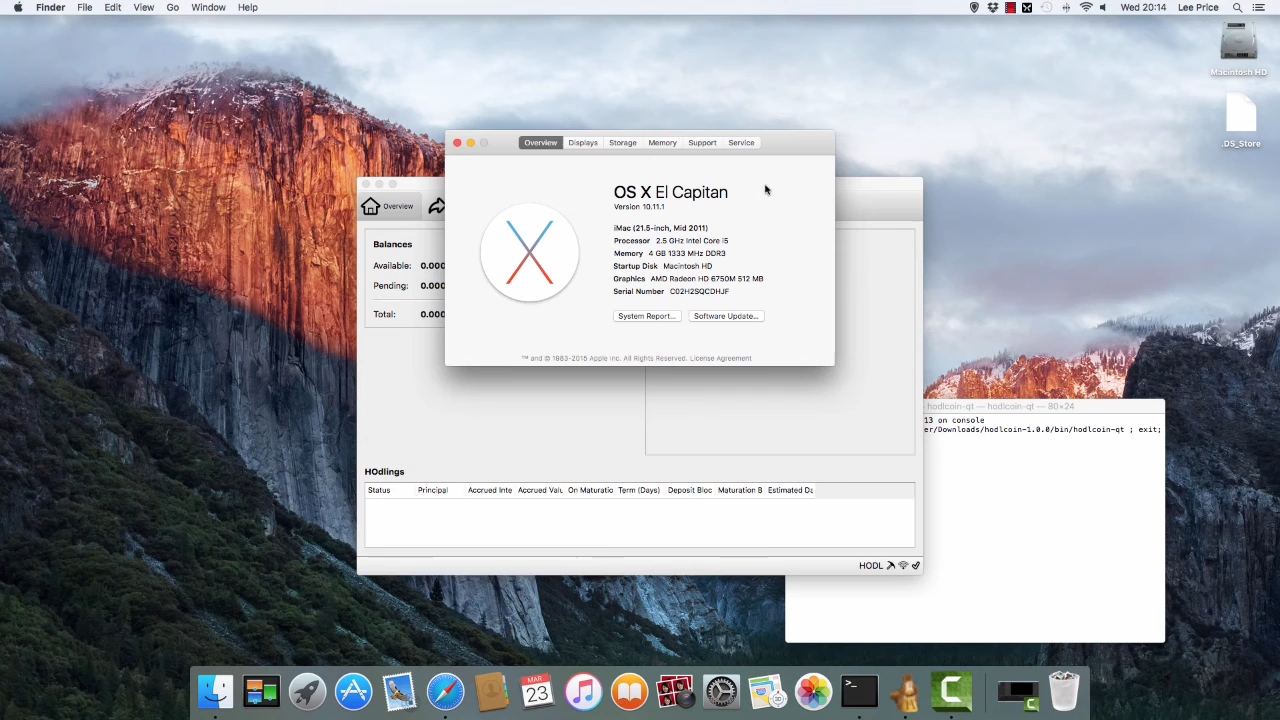 Finder File Edit View Go Window Help
Wed 20:14 Lee Price
Macintosh HD
.DS_Store
Overview Displays Storage Memory Support Service
OS X El Capitan
Version 10.11.1
iMac (21.5-inch, Mid 2011)
Processor 2.5 GHz Intel Core i5
Memory 4 GB 1333 MHz DDR3
Startup Disk Macintosh HD
Graphics AMD Radeon HD 6750M 512 MB
Serial Number C02H2SQCDHJF
System Report... Software Update...
™ and © 1983-2015 Apple Inc. All Rights Reserved. License Agreement
Overview
Balances
Available: 0.000
Pending: 0.000
Total: 0.000
HOdlings
Status Principal Accrued Inte Accrued Valu On Maturatio Term (Days) Deposit Bloc Maturation B Estimated Da
HODL
hodlcoin-qt — hodlcoin-qt — 80×24
13 on console
er/Downloads/hodlcoin-1.0.0/bin/hodlcoin-qt ; exit;
MAR
23
>_